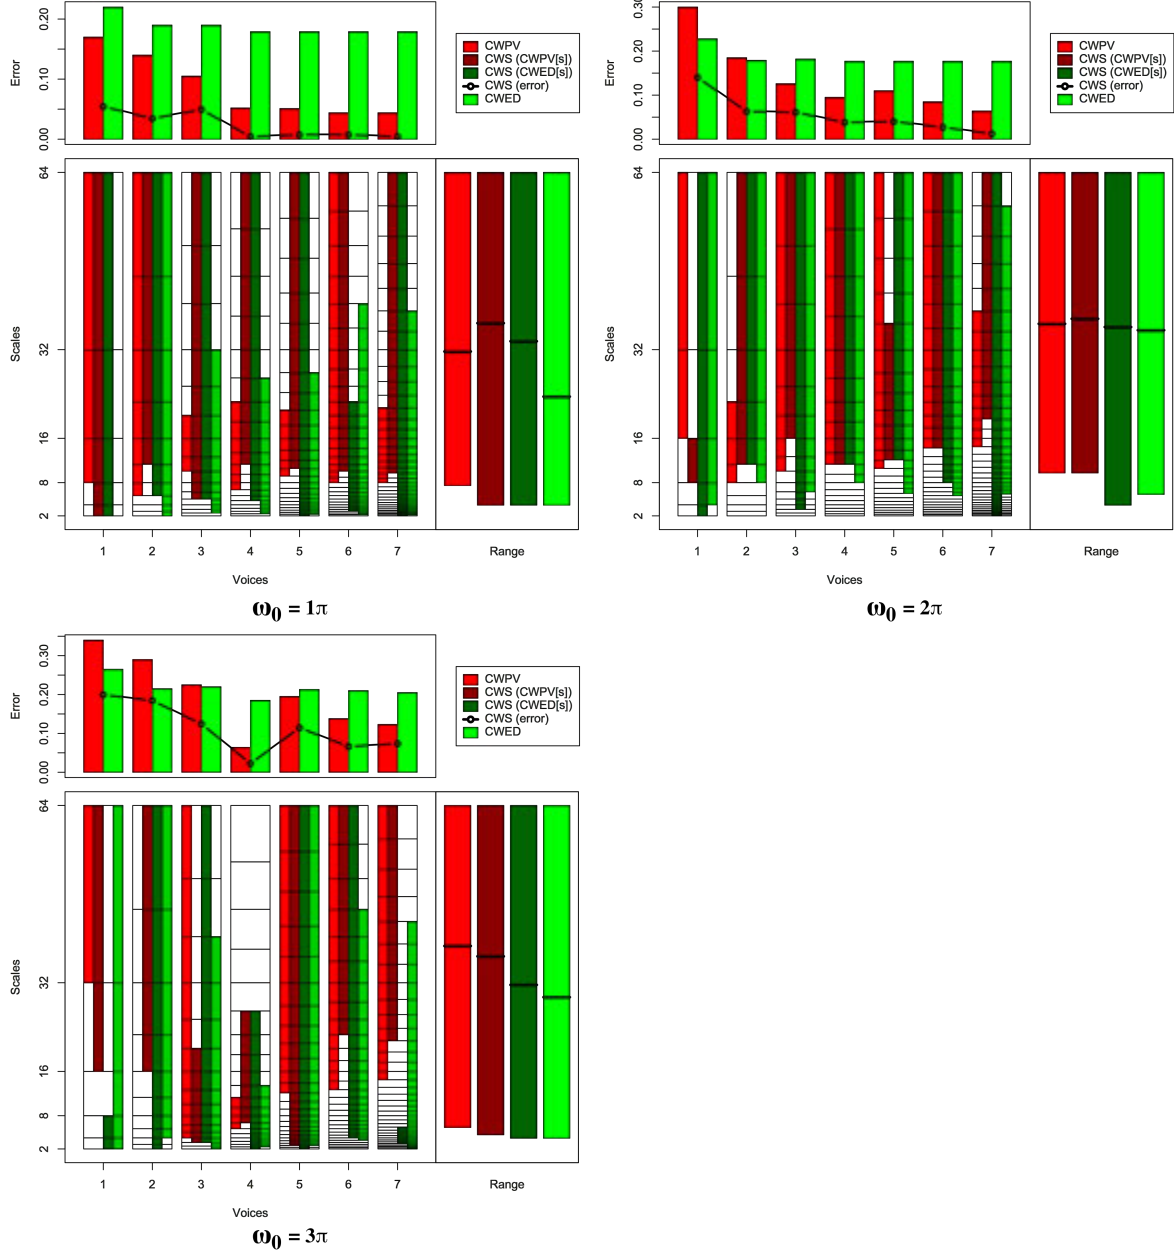 Error
0.00
0.10
0.20
CWPV
CWS (CWPV[s])
CWS (CWED[s])
CWS (error)
CWED
Scales
2
8
16
32
64
1 2 3 4 5 6 7
Range
Voices
ω0 = 1π
Error
0.00
0.10
0.20
0.30
CWPV
CWS (CWPV[s])
CWS (CWED[s])
CWS (error)
CWED
Scales
2
8
16
32
64
1 2 3 4 5 6 7
Range
Voices
ω0 = 2π
Error
0.00
0.10
0.20
0.30
CWPV
CWS (CWPV[s])
CWS (CWED[s])
CWS (error)
CWED
Scales
2
8
16
32
64
1 2 3 4 5 6 7
Range
Voices
ω0 = 3π